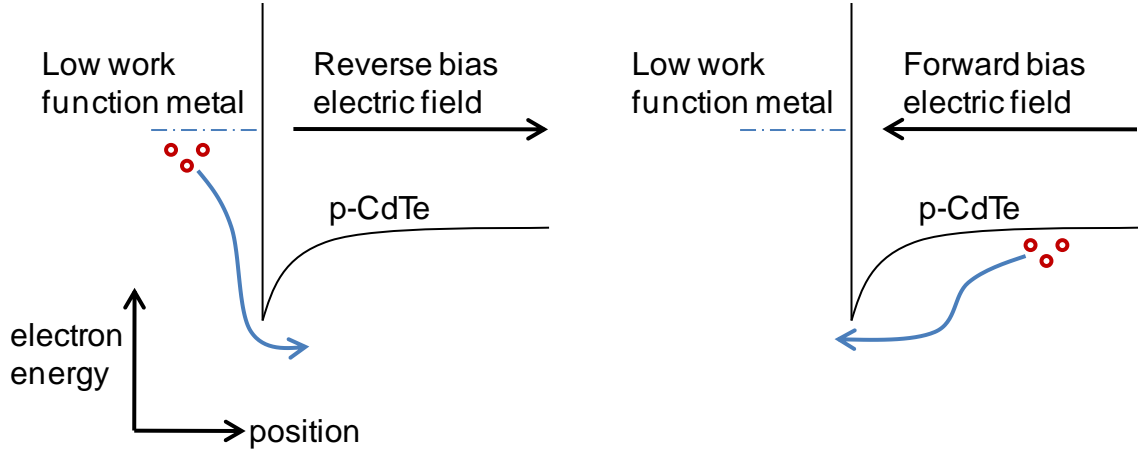 Low work
function metal
Reverse bias
electric field
p-CdTe
electron
energy
position
Low work
function metal
Forward bias
electric field
p-CdTe